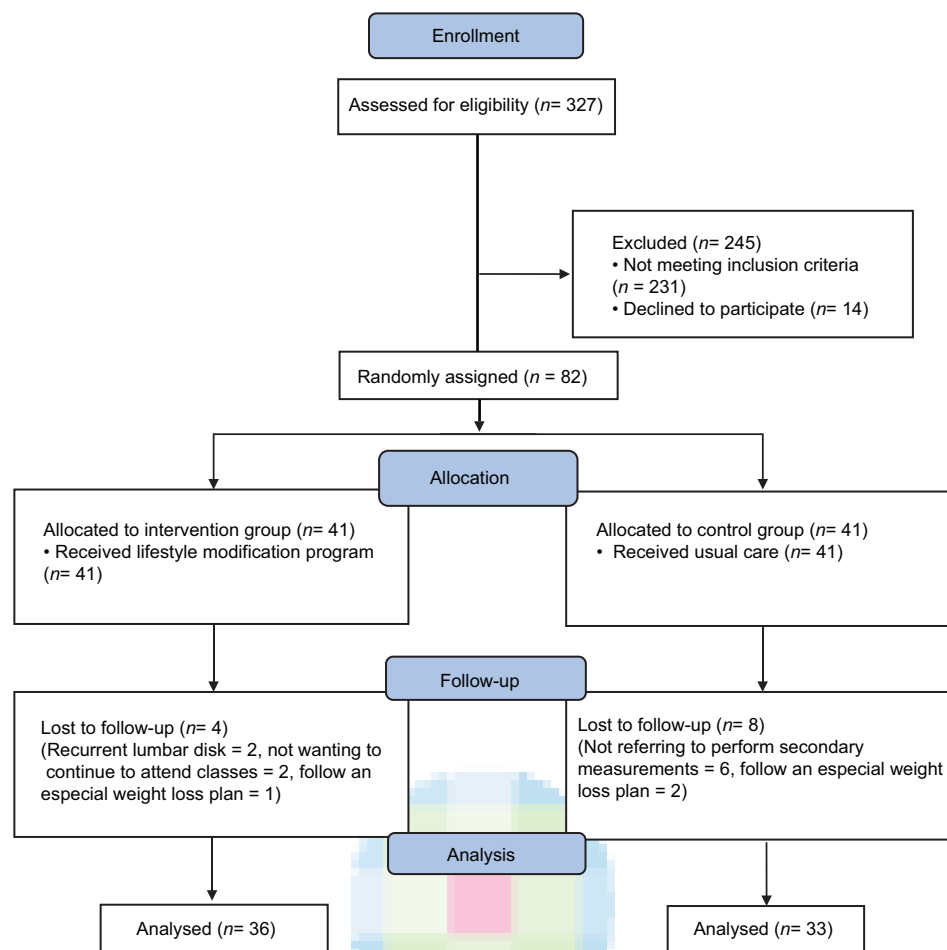 Enrollment
Assessed for eligibility (n= 327)
Excluded (n= 245)
• Not meeting inclusion criteria
(n = 231)
• Declined to participate (n= 14)
Randomly assigned (n = 82)
Allocation
Allocated to intervention group (n= 41)
• Received lifestyle modification program
(n= 41)
Allocated to control group (n= 41)
• Received usual care (n= 41)
Follow-up
Lost to follow-up (n= 4)
(Recurrent lumbar disk = 2, not wanting to
continue to attend classes = 2, follow an
especial weight loss plan = 1)
Lost to follow-up (n= 8)
(Not referring to perform secondary
measurements = 6, follow an especial weight
loss plan = 2)
Analysis
Analysed (n= 36)
Analysed (n= 33)